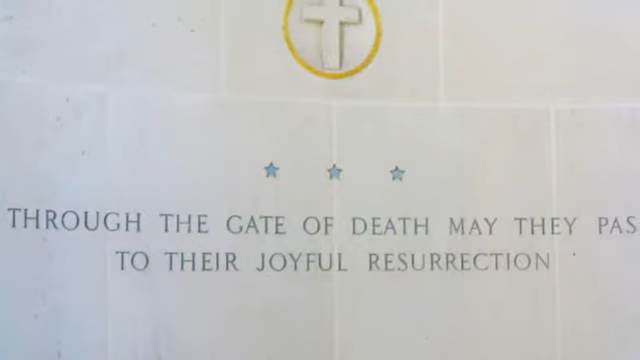 THROUGH THE GATE OF DEATH MAY THEY PAS
TO THEIR JOYFUL RESURRECTION